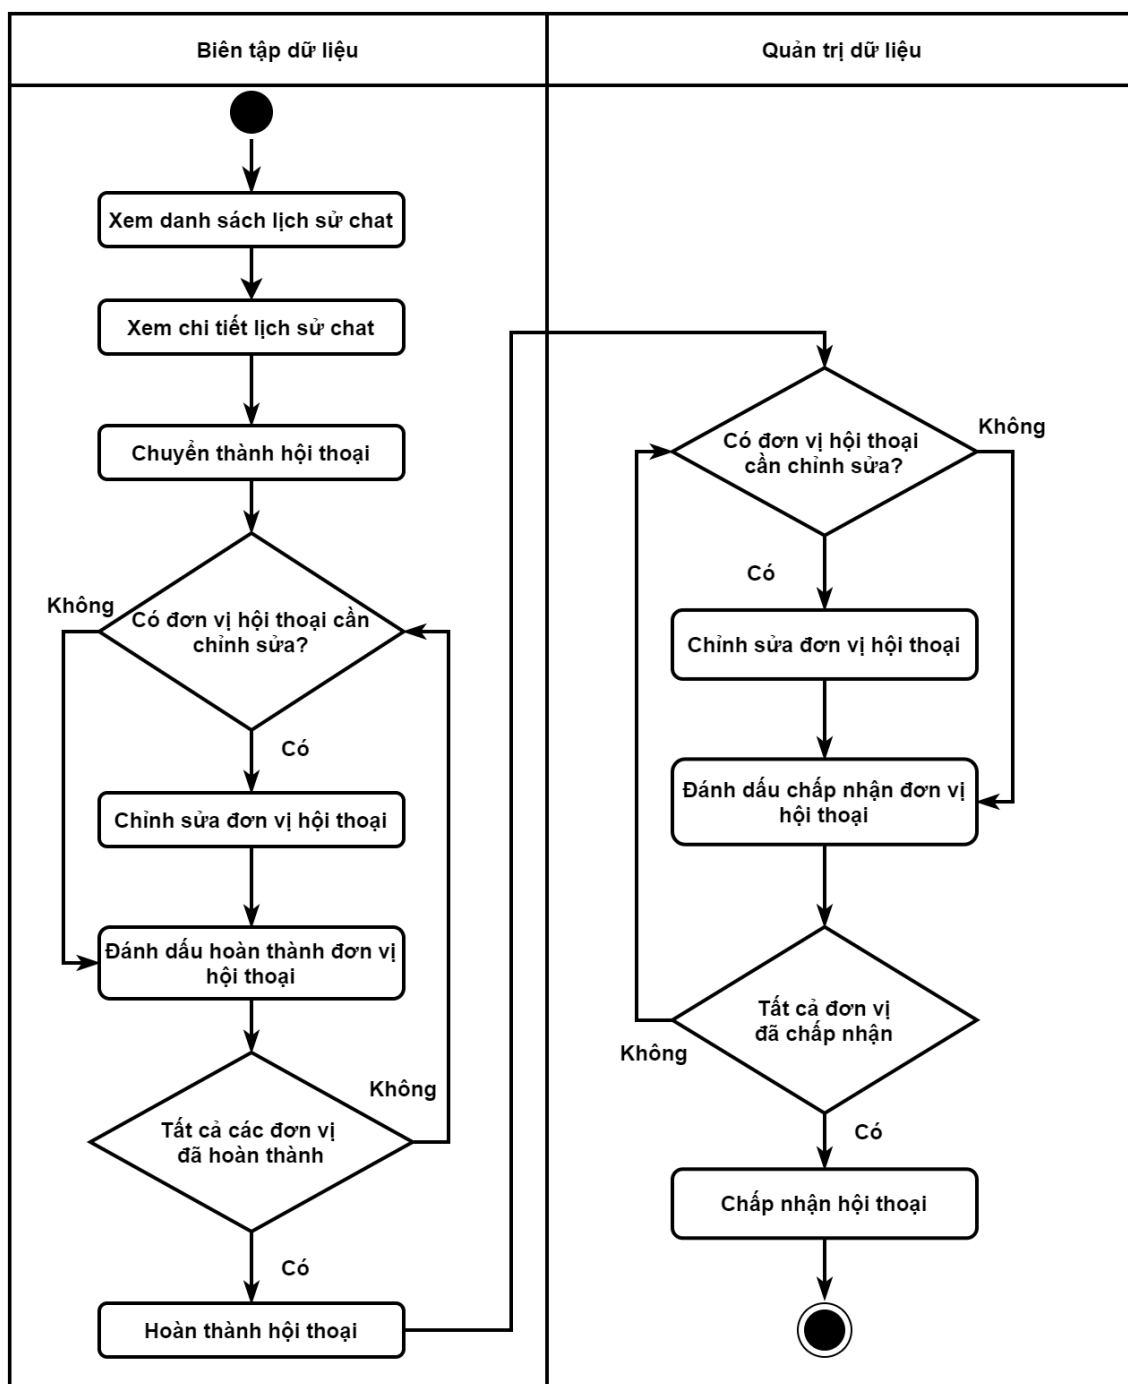 Biên tập dữ liệu
Quản trị dữ liệu
Xem danh sách lịch sử chat
Xem chi tiết lịch sử chat
Chuyển thành hội thoại
Không
Có đơn vị hội thoại cần
chỉnh sửa?
Có
Chỉnh sửa đơn vị hội thoại
Đánh dấu hoàn thành đơn vị
hội thoại
Không
Tất cả các đơn vị
đã hoàn thành
Có
Hoàn thành hội thoại
Không
Có đơn vị hội thoại
cần chỉnh sửa?
Có
Chỉnh sửa đơn vị hội thoại
Đánh dấu chấp nhận đơn vị
hội thoại
Tất cả đơn vị
đã chấp nhận
Không
Có
Chấp nhận hội thoại